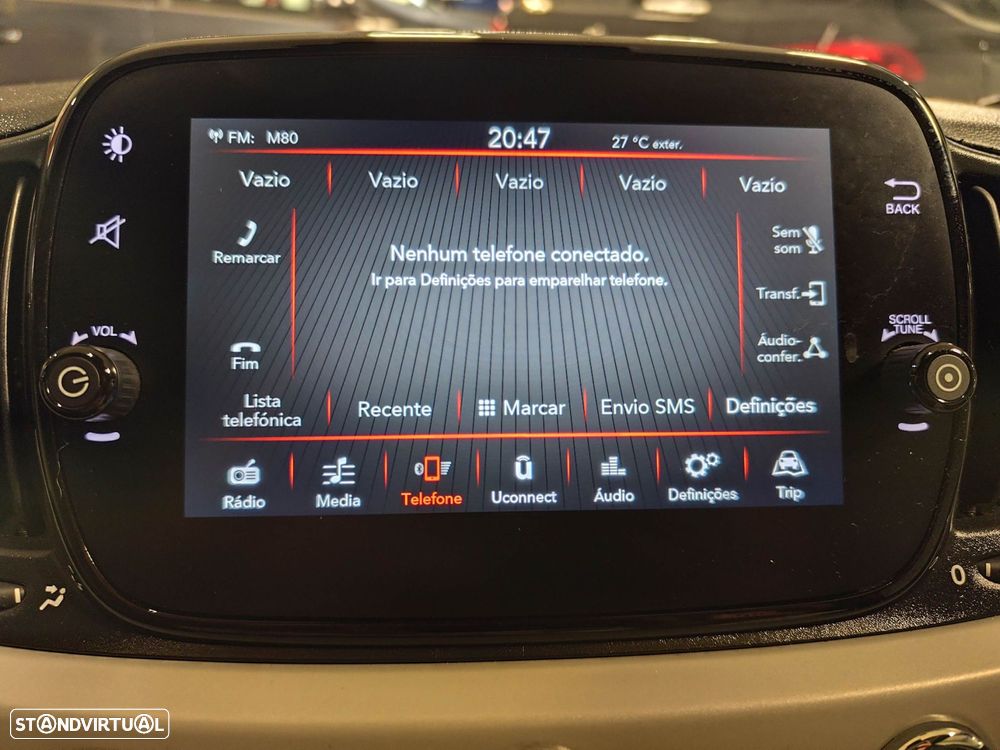 FM: M80
20:47
27 °C exter.
Vazio
Vazio
Vazio
Vazio
Vazio
BACK
Remarcar
Nenhum telefone conectado.
Ir para Definições para emparelhar telefone.
Sem
som
Transf.
VOL
SCROLL
TUNE
Fim
Áudio-
confer.
Lista
telefónica
Recente
Marcar
Envio SMS
Definições
Rádio
Media
Telefone
Uconnect
Áudio
Definições
Trip
0
STANDVIRTUAL